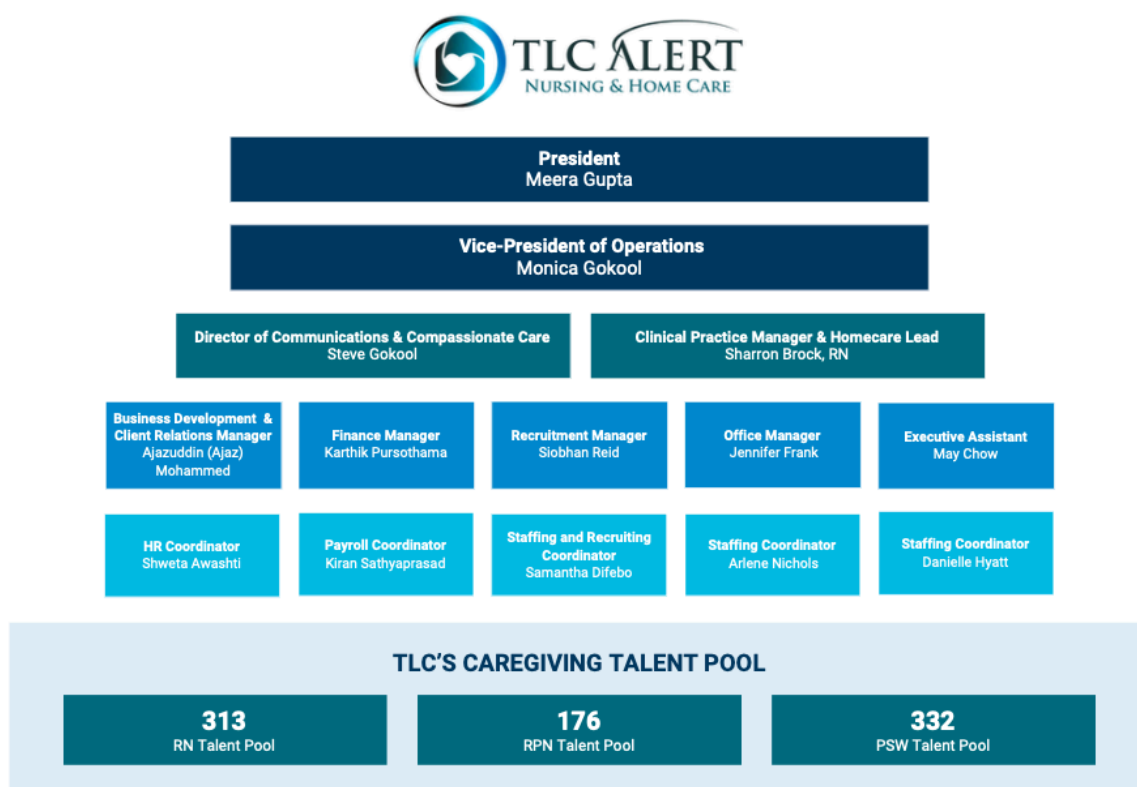 TLC ALERT
NURSING & HOME CARE
President
Meera Gupta
Vice-President of Operations
Monica Gokool
Director of Communications & Compassionate Care
Steve Gokool
Clinical Practice Manager & Homecare Lead
Sharron Brock, RN
Business Development &
Client Relations Manager
Ajazuddin (Ajaz)
Mohammed
Finance Manager
Karthik Pursothama
Recruitment Manager
Siobhan Reid
Office Manager
Jennifer Frank
Executive Assistant
May Chow
HR Coordinator
Shweta Awashti
Payroll Coordinator
Kiran Sathyaprasad
Staffing and Recruiting
Coordinator
Samantha Difebo
Staffing Coordinator
Arlene Nichols
Staffing Coordinator
Danielle Hyatt
TLC'S CAREGIVING TALENT POOL
313
RN Talent Pool
176
RPN Talent Pool
332
PSW Talent Pool